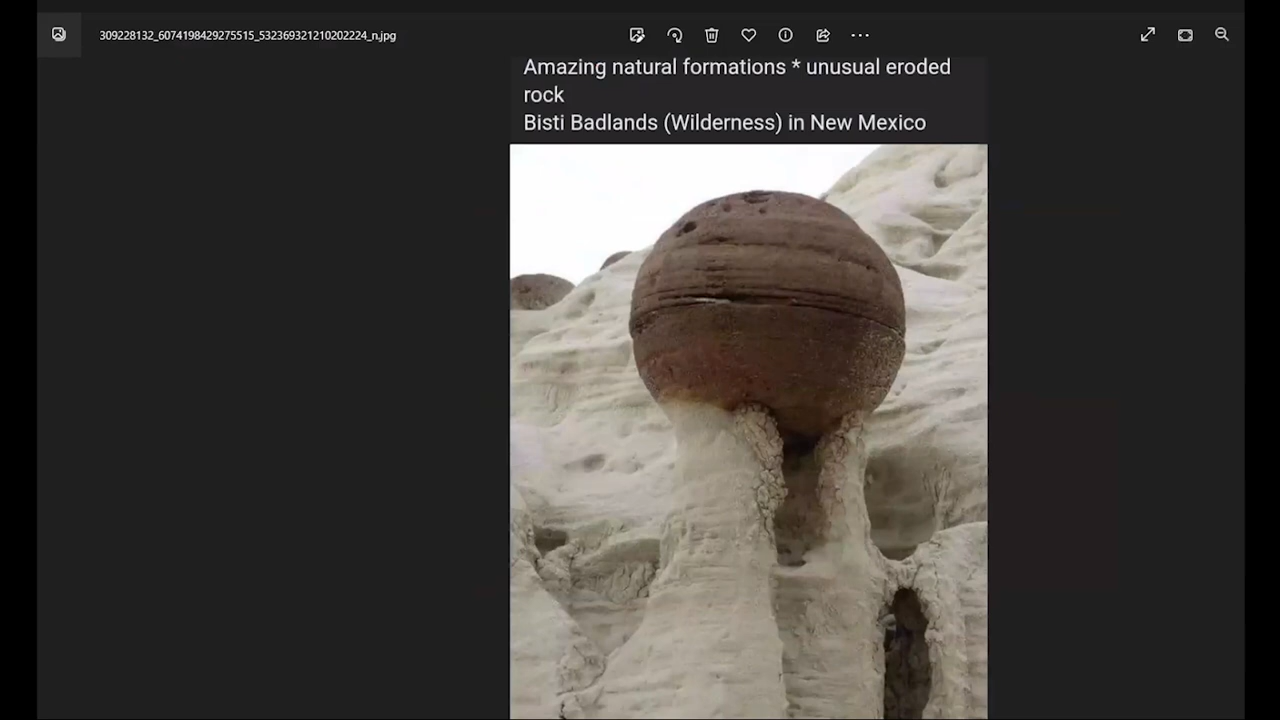 309228132_6074198429275515_532369321210202224_n.jpg
Amazing natural formations * unusual eroded
rock
Bisti Badlands (Wilderness) in New Mexico